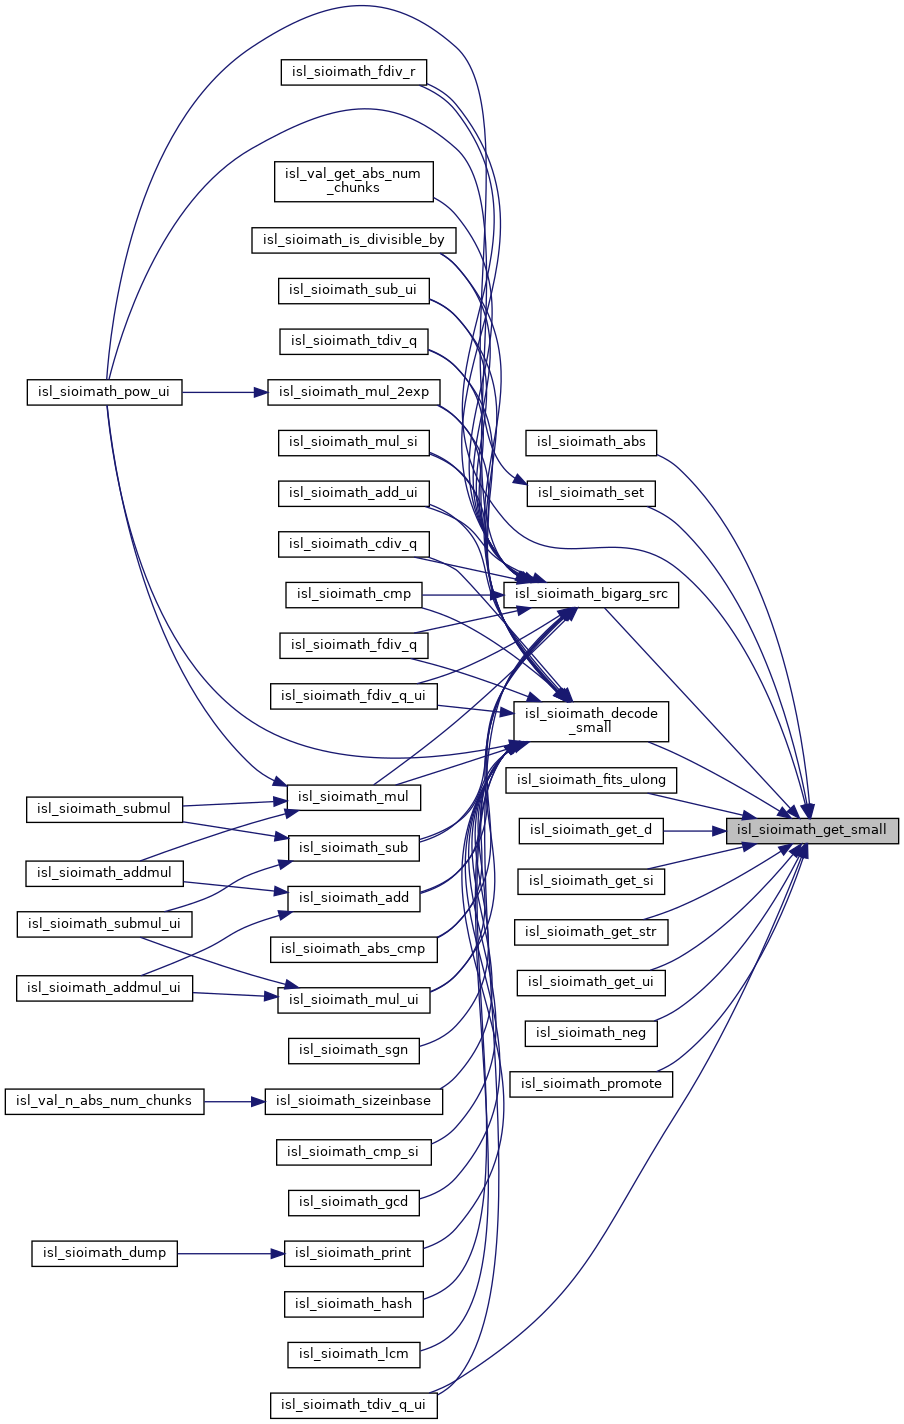 isl_sioimath_fdiv_r
isl_val_get_abs_num
_chunks
isl_sioimath_is_divisible_by
isl_sioimath_sub_ui
isl_sioimath_tdiv_q
isl_sioimath_pow_ui
isl_sioimath_mul_2exp
isl_sioimath_mul_si
isl_sioimath_abs
isl_sioimath_add_ui
isl_sioimath_set
isl_sioimath_cdiv_q
isl_sioimath_cmp
isl_sioimath_bigarg_src
isl_sioimath_fdiv_q
isl_sioimath_fdiv_q_ui
isl_sioimath_decode
_small
isl_sioimath_fits_ulong
isl_sioimath_mul
isl_sioimath_submul
isl_sioimath_get_d
isl_sioimath_get_small
isl_sioimath_sub
isl_sioimath_addmul
isl_sioimath_get_si
isl_sioimath_add
isl_sioimath_submul_ui
isl_sioimath_get_str
isl_sioimath_abs_cmp
isl_sioimath_get_ui
isl_sioimath_addmul_ui
isl_sioimath_mul_ui
isl_sioimath_neg
isl_sioimath_sgn
isl_sioimath_promote
isl_val_n_abs_num_chunks
isl_sioimath_sizeinbase
isl_sioimath_cmp_si
isl_sioimath_gcd
isl_sioimath_dump
isl_sioimath_print
isl_sioimath_hash
isl_sioimath_lcm
isl_sioimath_tdiv_q_ui